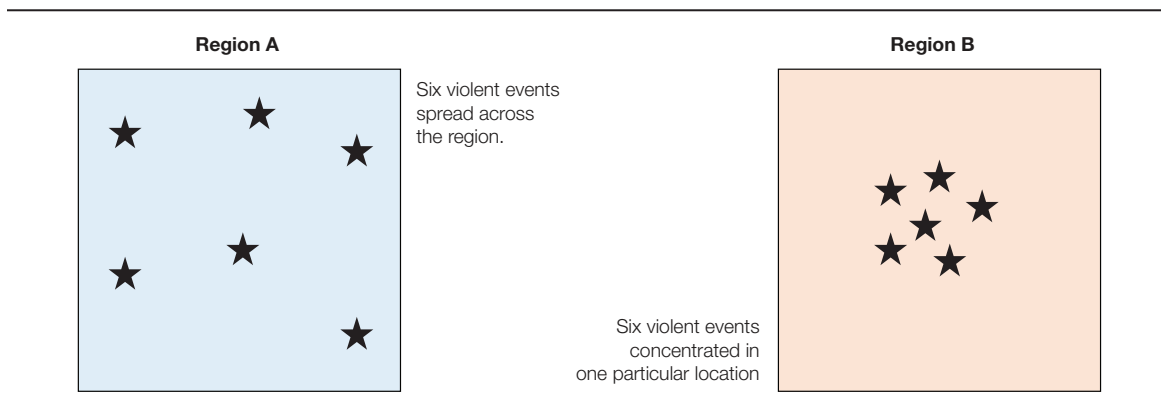 Region A
Six violent events
spread across
the region.
Region B
Six violent events
concentrated in
one particular location